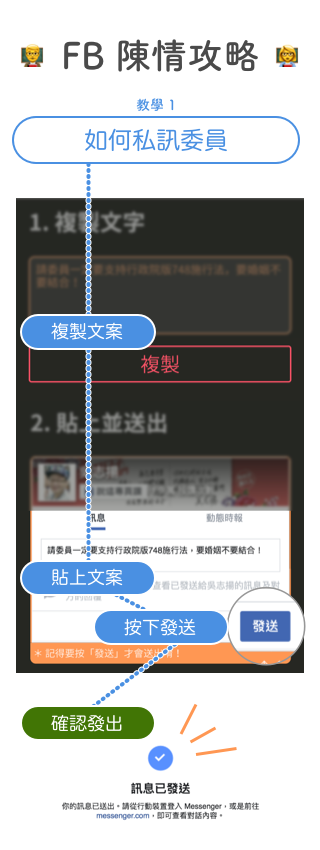 FB 陳情攻略
教學 1
如何私訊委員
1. 複製文字
請委員一定要支持行政院版748施行法，要婚姻不要結合！
複製文案
複製
2. 貼上並送出
訊息
動態時報
請委員一定要支持行政院版748施行法，要婚姻不要結合！
貼上文案
查看已發送給吳志揚的訊息及對方的回覆
按下發送
發送
＊記得要按「發送」才會送出唷！
確認發出
訊息已發送
你的訊息已送出。請從行動裝置登入 Messenger，或是前往
messenger.com，即可查看對話內容。